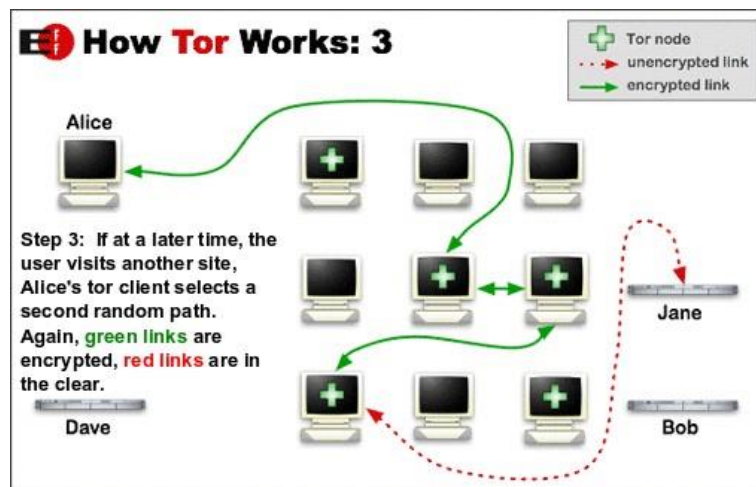 EFF How Tor Works: 3
Tor node
unencrypted link
encrypted link
Alice
Step 3: If at a later time, the
user visits another site,
Alice's tor client selects a
second random path.
Again, green links are
encrypted, red links are in
the clear.
Jane
Dave
Bob